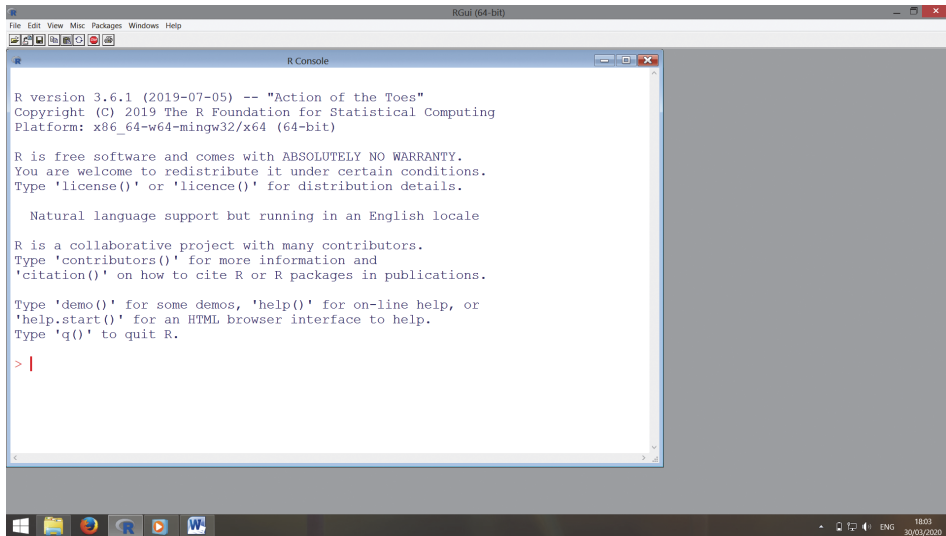 RGui (64-bit)
File Edit View Misc Packages Windows Help
R Console
R version 3.6.1 (2019-07-05) -- "Action of the Toes"
Copyright (C) 2019 The R Foundation for Statistical Computing
Platform: x86_64-w64-mingw32/x64 (64-bit)
R is free software and comes with ABSOLUTELY NO WARRANTY.
You are welcome to redistribute it under certain conditions.
Type 'license()' or 'licence()' for distribution details.
Natural language support but running in an English locale
R is a collaborative project with many contributors.
Type 'contributors()' for more information and
'citation()' on how to cite R or R packages in publications.
Type 'demo()' for some demos, 'help()' for on-line help, or
'help.start()' for an HTML browser interface to help.
Type 'q()' to quit R.
>
ENG
18:03
30/03/2020